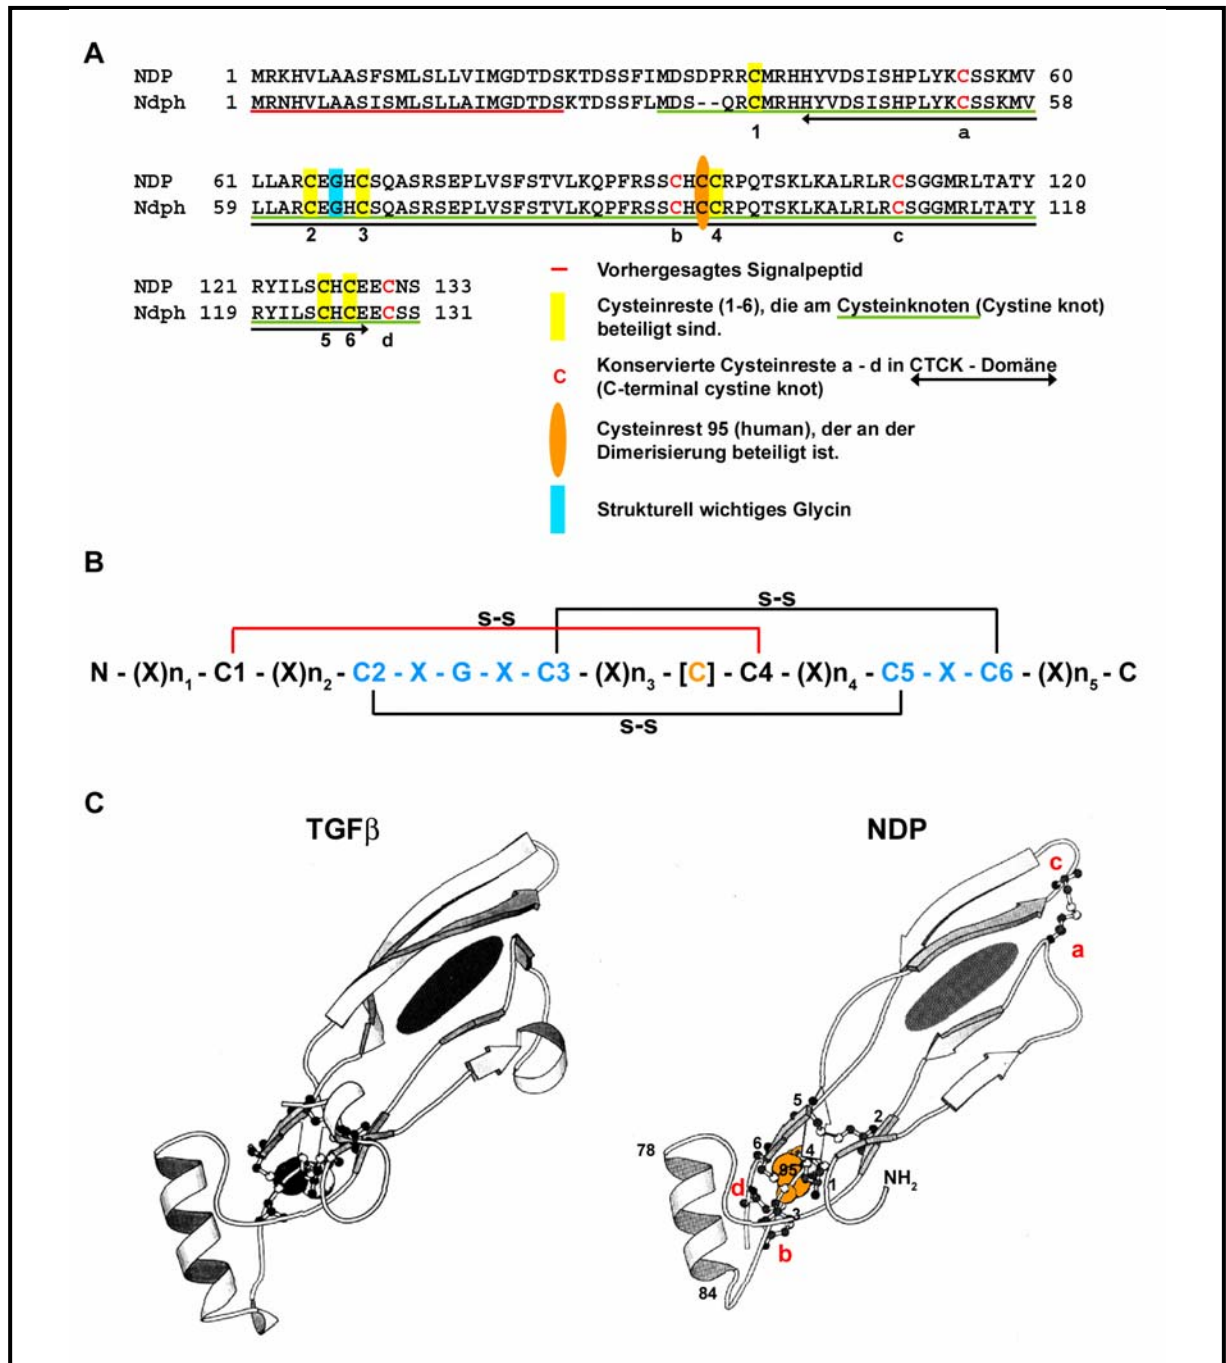 A
NDP 1 MRKHVLAASFSMLSLLVIMGDTDSKTDSSFIMDSDPRRCMRHHYVDSISHPLYKCSSKMV 60
Ndph 1 MRNHVLAASISMLSLLAIMGDTDSKTDSSFLMDS--QRCMRHHYVDSISHPLYKCSSKMV 58
1 a
NDP 61 LLARCEGHCSQASRSEPLVSFSTVLKQPFRSSCHCCRPQTSKLKALRLRCSGGMRLTATY 120
Ndph 59 LLARCEGHCSQASRSEPLVSFSTVLKQPFRSSCHCCRPQTSKLKALRLRCSGGMRLTATY 118
2 3 b 4 c
NDP 121 RYILSCHCEECNS 133
Ndph 119 RYILSCHCEECSS 131
5 6 d
Vorhergesagtes Signalpeptid
Cysteinreste (1-6), die am Cysteinknoten (Cystine knot)
beteiligt sind.
C Konservierte Cysteinreste a - d in CTCK - Domäne
(C-terminal cystine knot)
Cysteinrest 95 (human), der an der
Dimerisierung beteiligt ist.
Strukturell wichtiges Glycin
B
S-S
S-S
N - (X)n1 - C1 - (X)n2 - C2 - X - G - X - C3 - (X)n3 - [C] - C4 - (X)n4 - C5 - X - C6 - (X)n5 - C
S-S
C
TGFβ NDP
c
a
5 2
78 6 4
95 1 NH2
d
3
b
84